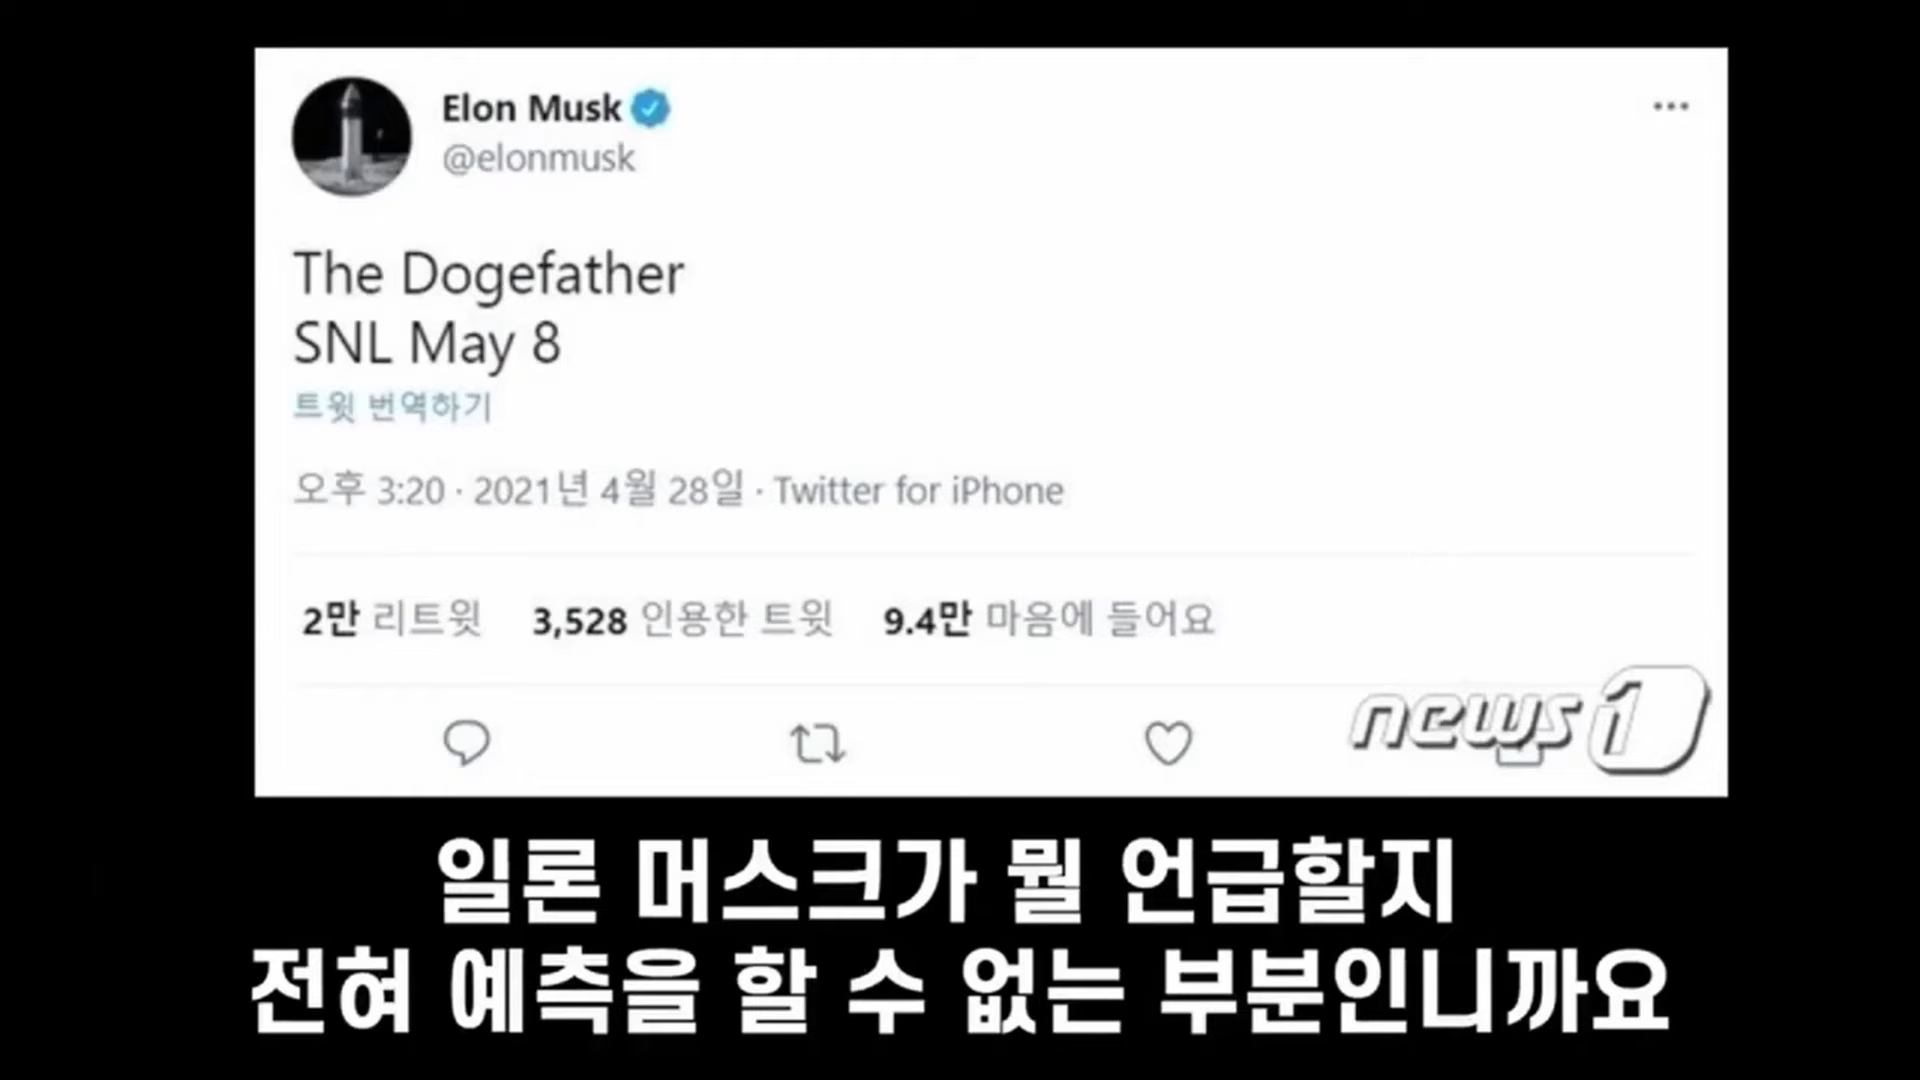 Elon Musk
@elonmusk
The Dogefather
SNL May 8
트윗 번역하기
오후 3:20 · 2021년 4월 28일 · Twitter for iPhone
2만 리트윗 3,528 인용한 트윗 9.4만 마음에 들어요
news1
일론 머스크가 뭘 언급할지
전혀 예측을 할 수 없는 부분인니까요